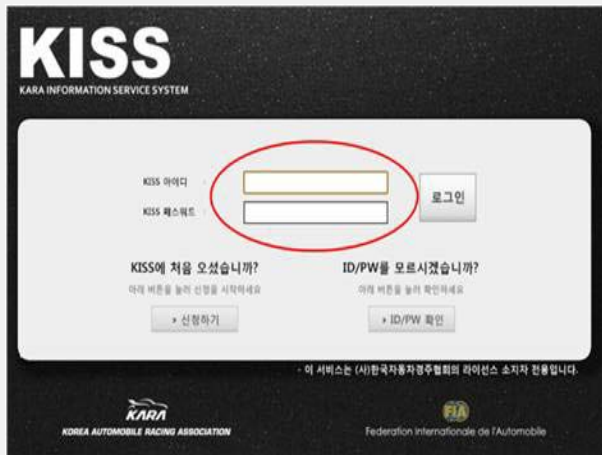 KISS
KARA INFORMATION SERVICE SYSTEM
KISS 아이디 :
KISS 패스워드 :
로그인
KISS에 처음 오셨습니까?
아래 버튼을 눌러 신청을 시작하세요
› 신청하기
ID/PW를 모르시겠습니까?
아래 버튼을 눌러 확인하세요
› ID/PW 확인
· 이 서비스는 (사)한국자동차경주협회의 라이선스 소지자 전용입니다.
KARA
KOREA AUTOMOBILE RACING ASSOCIATION
FIA
Federation Internationale de l'Automobile